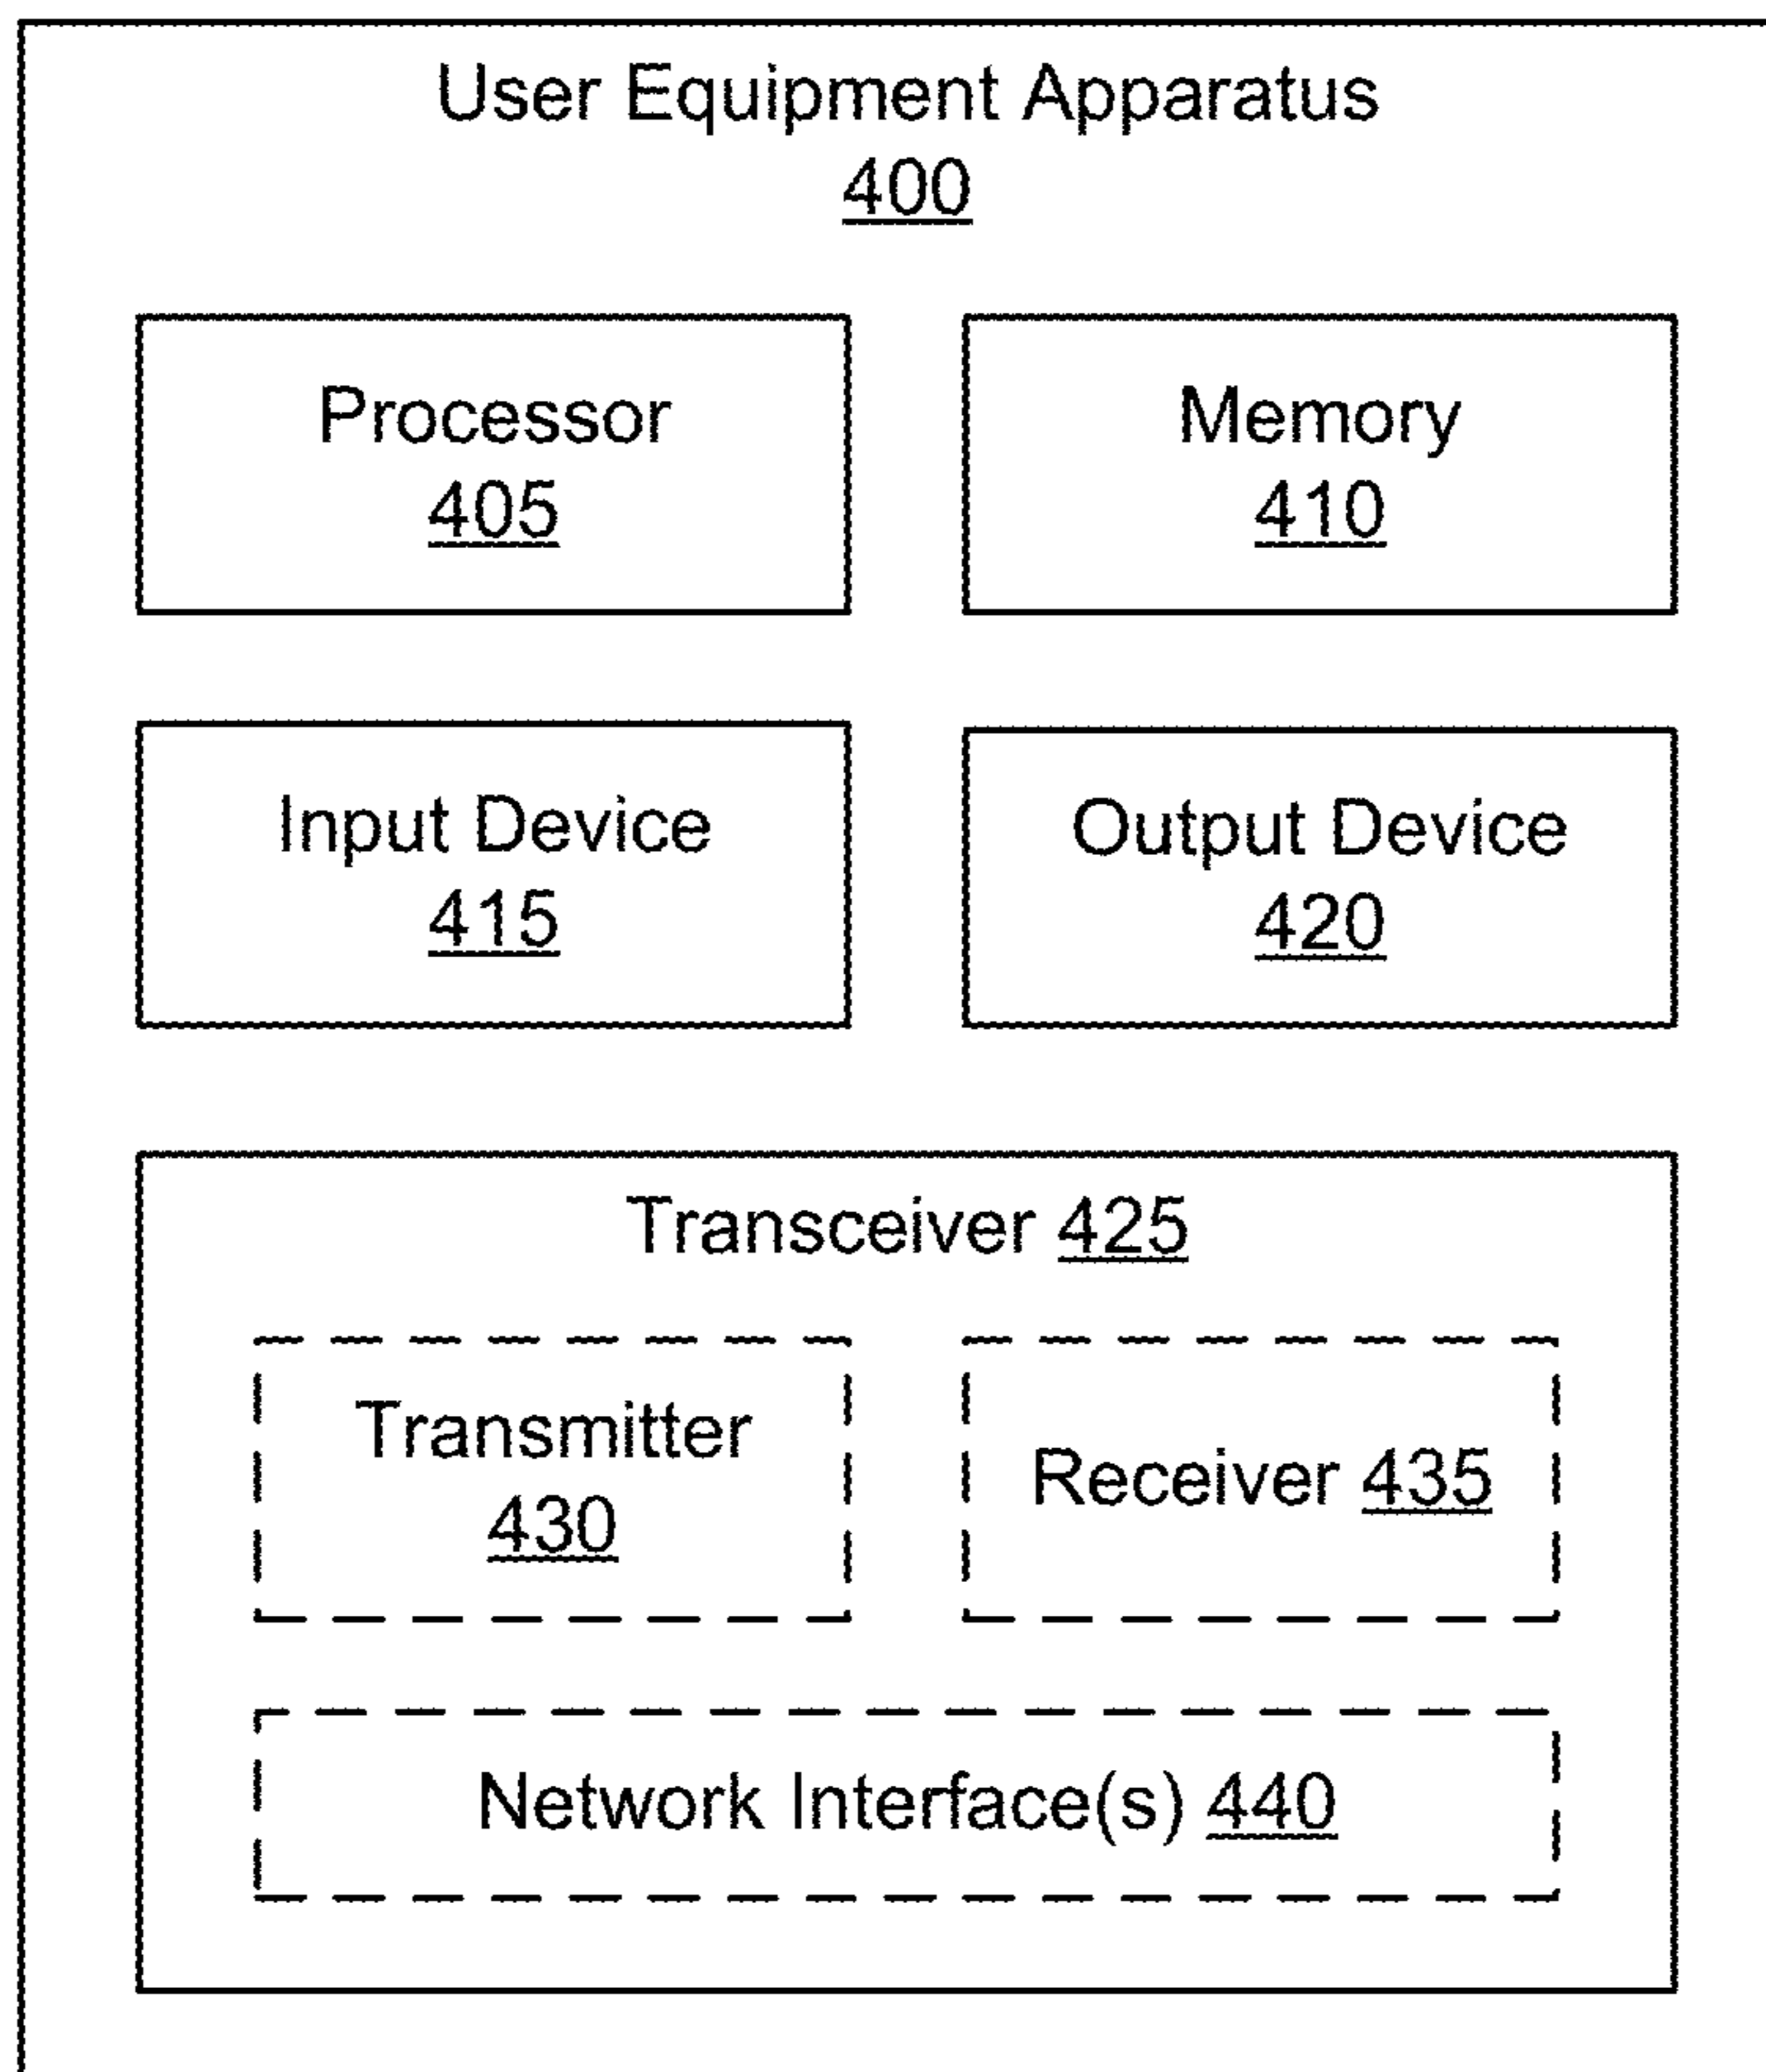 User Equipment Apparatus
400
Processor
405
Memory
410
Input Device
415
Output Device
420
Transceiver 425
Transmitter
430
Receiver 435
Network Interface(s) 440